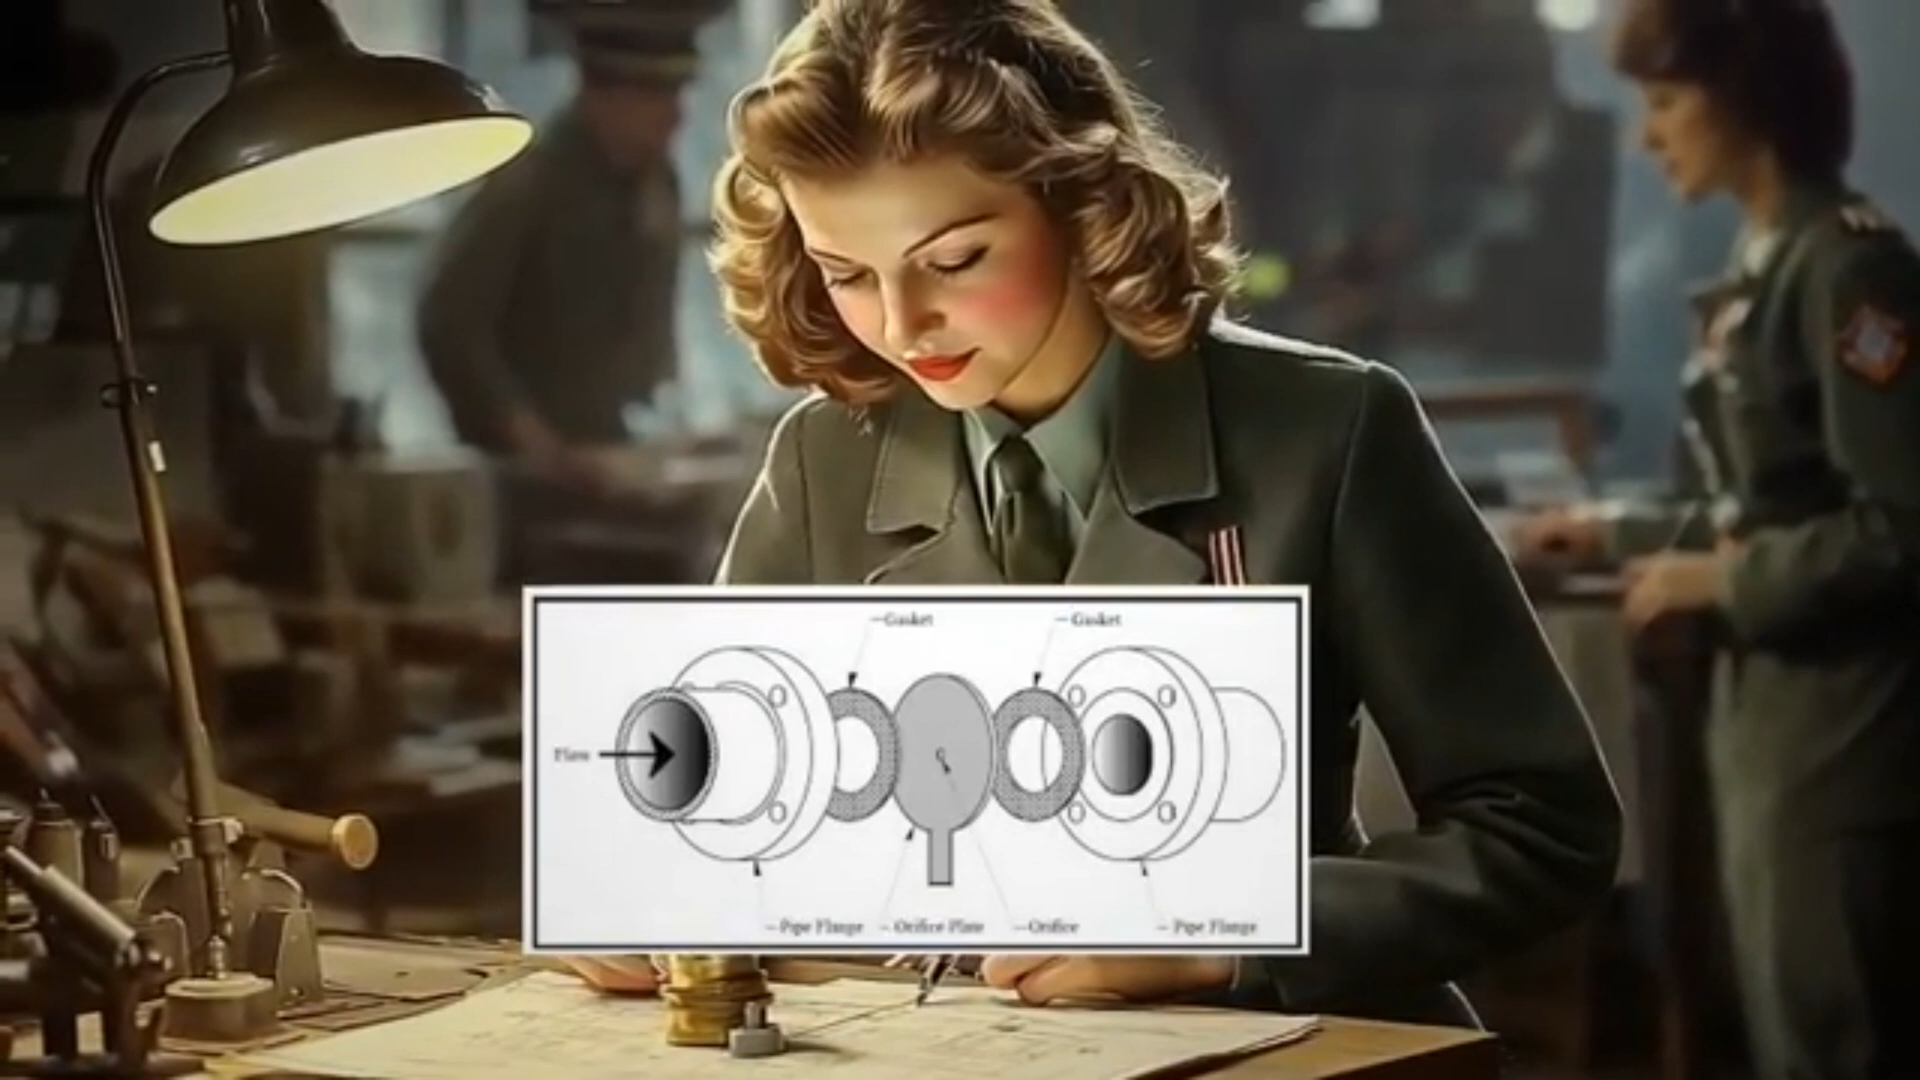 Gasket
Gasket
Flow
Pipe Flange
Orifice Plate
Orifice
Pipe Flange